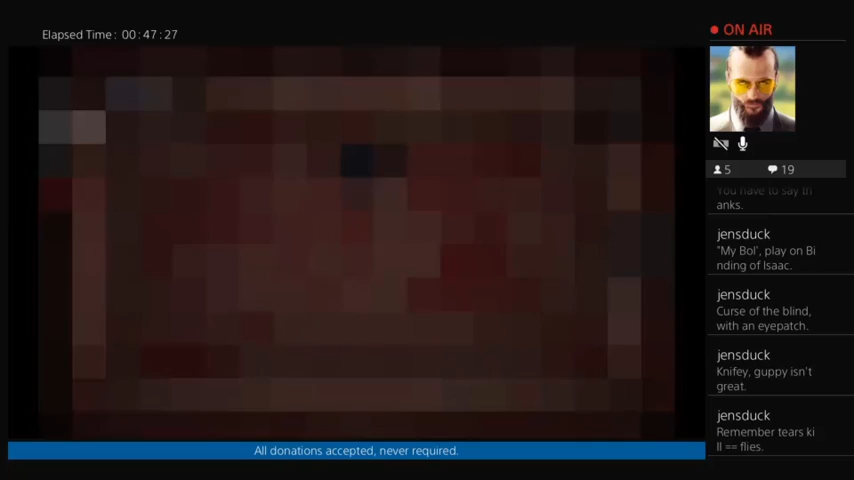 Elapsed Time: 00:47:27
ON AIR
5
19
You have to say th
anks.
jensduck
"My Bol', play on Bi
nding of Isaac.
jensduck
Curse of the blind,
with an eyepatch.
jensduck
Knifey, guppy isn't
great.
jensduck
Remember tears ki
ll == flies.
All donations accepted, never required.